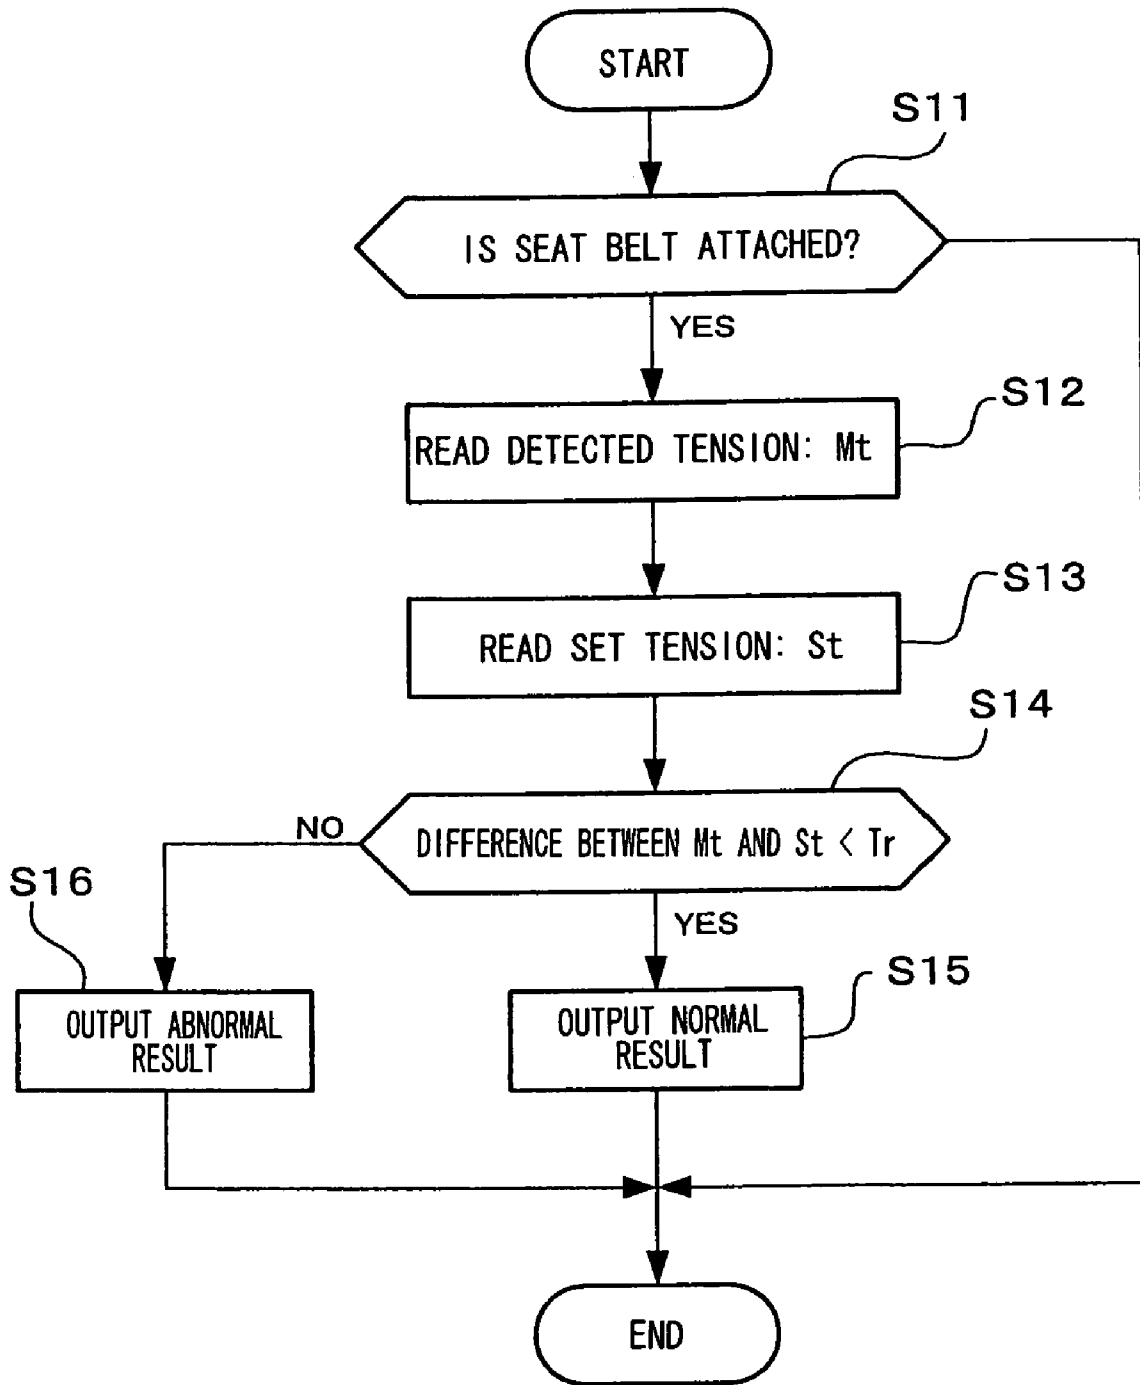 START
S11
IS SEAT BELT ATTACHED?
YES
S12
READ DETECTED TENSION: Mt
S13
READ SET TENSION: St
S14
NO
DIFFERENCE BETWEEN Mt AND St < Tr
S16
YES
S15
OUTPUT ABNORMAL
RESULT
OUTPUT NORMAL
RESULT
END